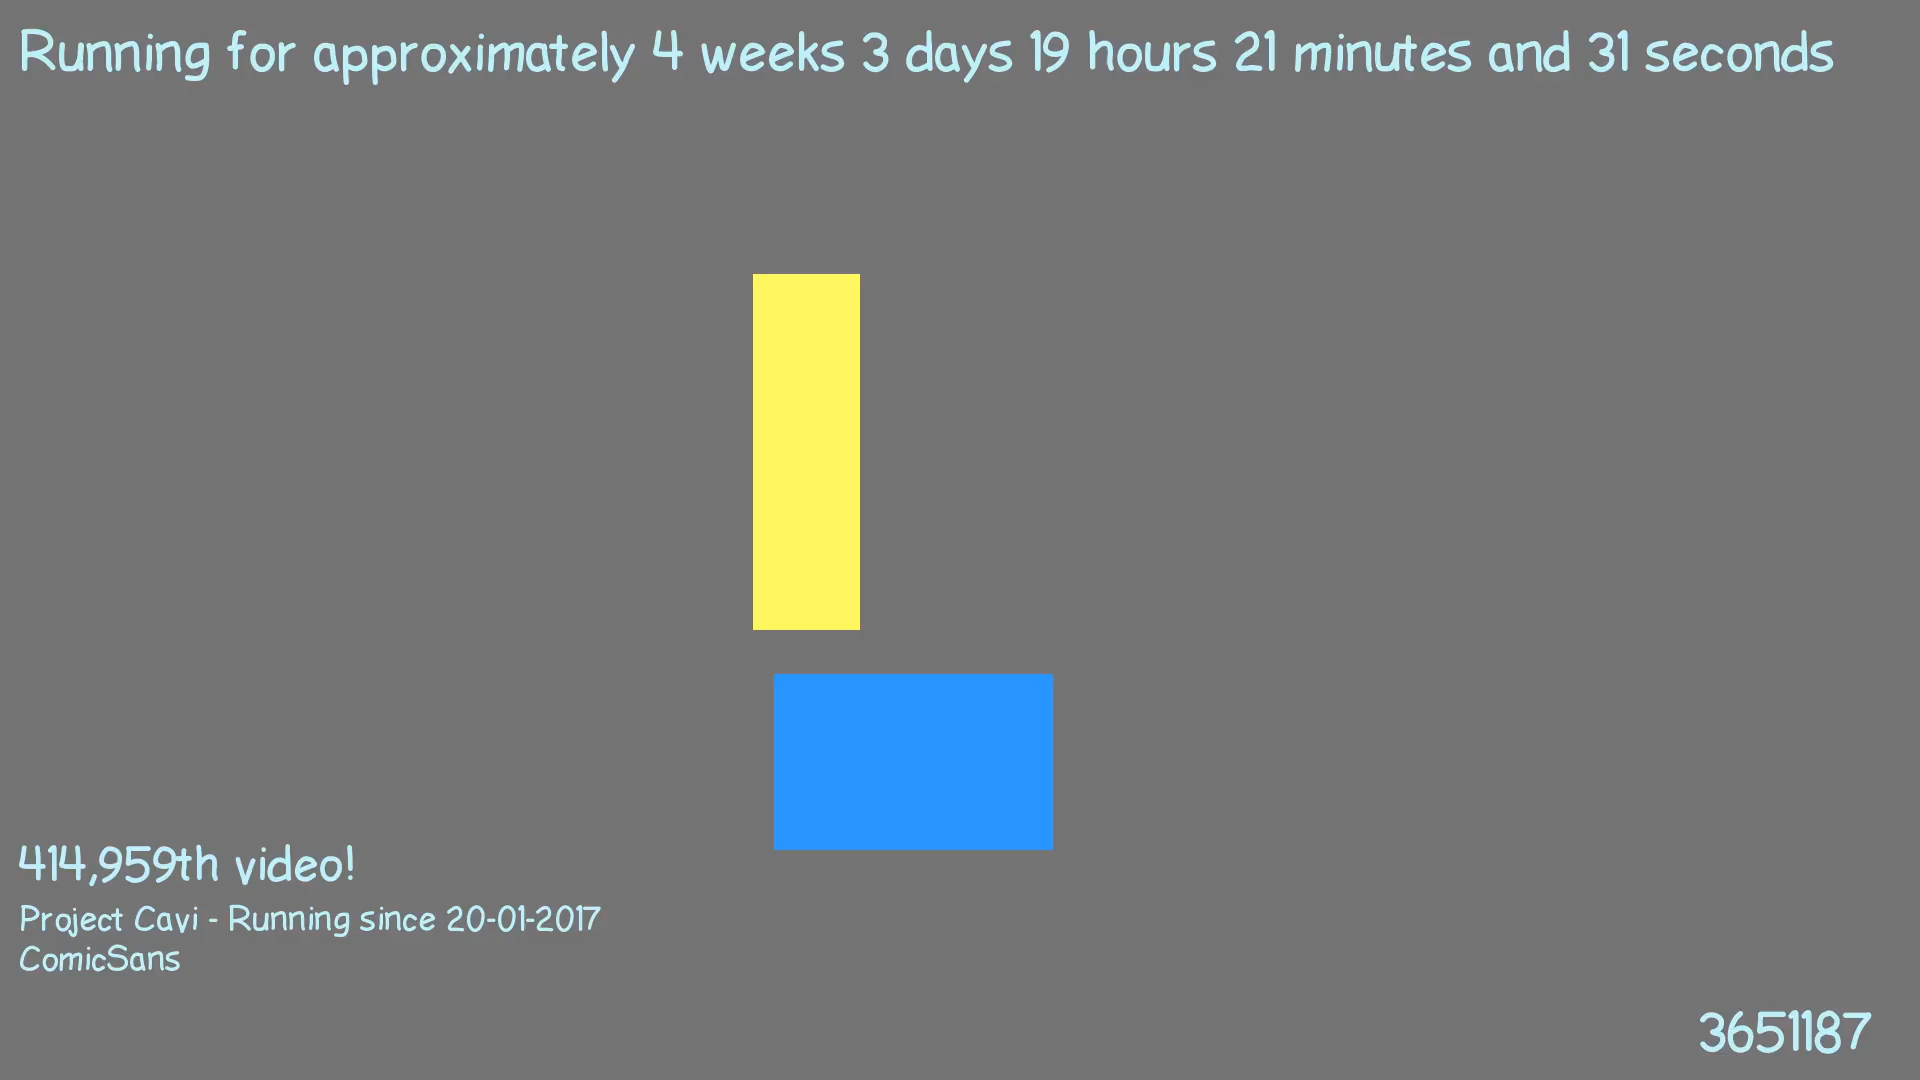 Running for approximately 4 weeks 3 days 19 hours 21 minutes and 31 seconds
414,959th video!
Project Cavi - Running since 20-01-2017
ComicSans
3651187